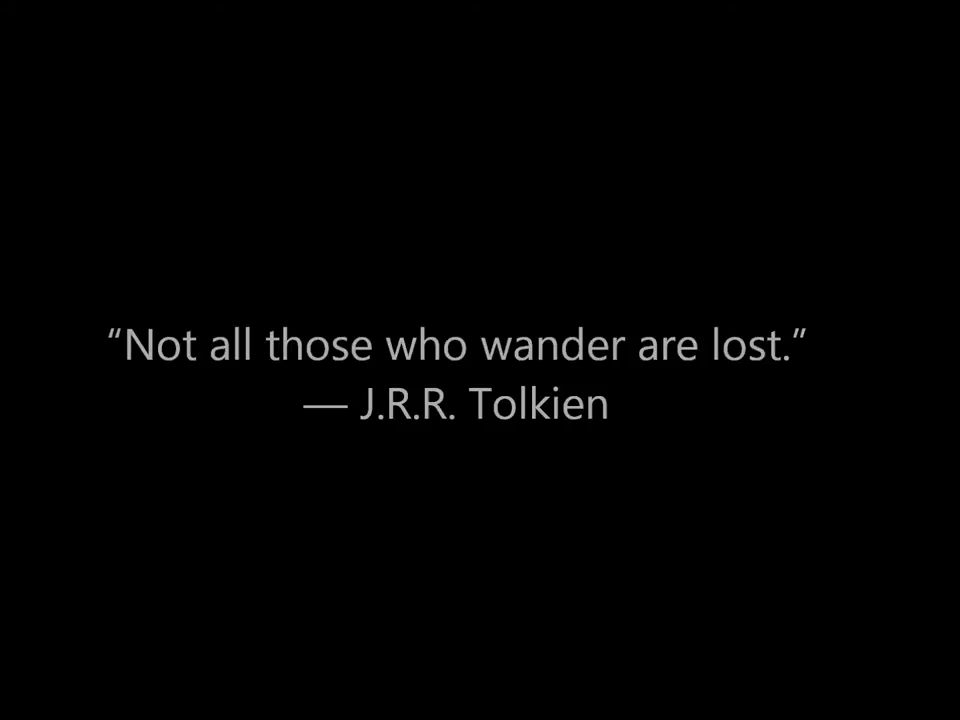 “Not all those who wander are lost.”
— J.R.R. Tolkien